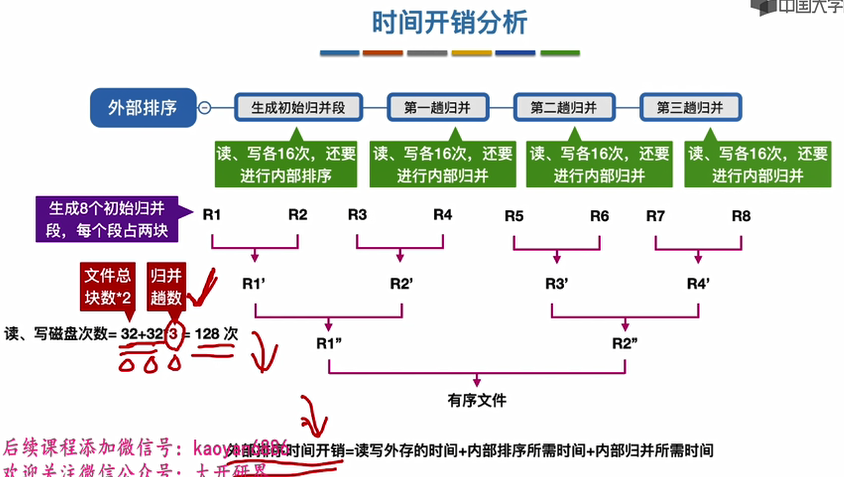 中国大学
时间开销分析
外部排序
生成初始归并段
第一趟归并
第二趟归并
第三趟归并
读、写各16次，还要
进行内部排序
读、写各16次，还要
进行内部归并
读、写各16次，还要
进行内部归并
读、写各16次，还要
进行内部归并
生成8个初始归并
段，每个段占两块
R1 R2 R3 R4 R5 R6 R7 R8
文件总
块数*2
归并
趟数
R1’ R2’ R3’ R4’
读、写磁盘次数= 32+32*3 = 128 次
R1” R2”
有序文件
后续课程添加微信号：
外部排序时间开销=读写外存的时间+内部排序所需时间+内部归并所需时间
欢迎关注微信公众号：大开研界